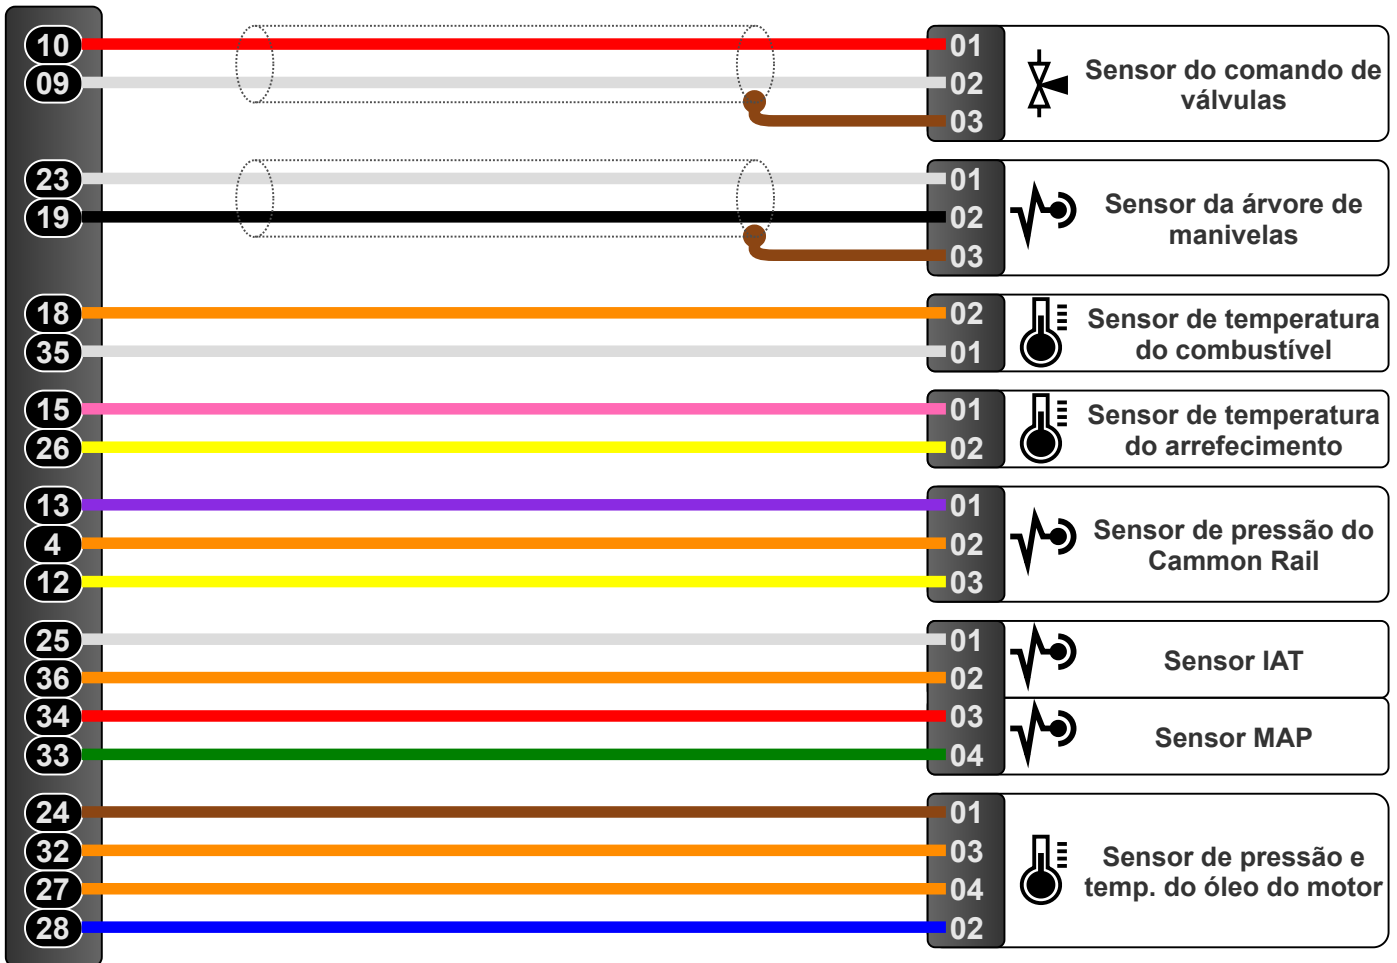 10 01
09 02
03
Sensor do comando de
válvulas
23 01
19 02
03
Sensor da árvore de
manivelas
18 02
35 01
Sensor de temperatura
do combustível
15 01
26 02
Sensor de temperatura
do arrefecimento
13 01
4 02
12 03
Sensor de pressão do
Cammon Rail
25 01
36 02
Sensor IAT
34 03
33 04
Sensor MAP
24 01
32 03
27 04
28 02
Sensor de pressão e
temp. do óleo do motor